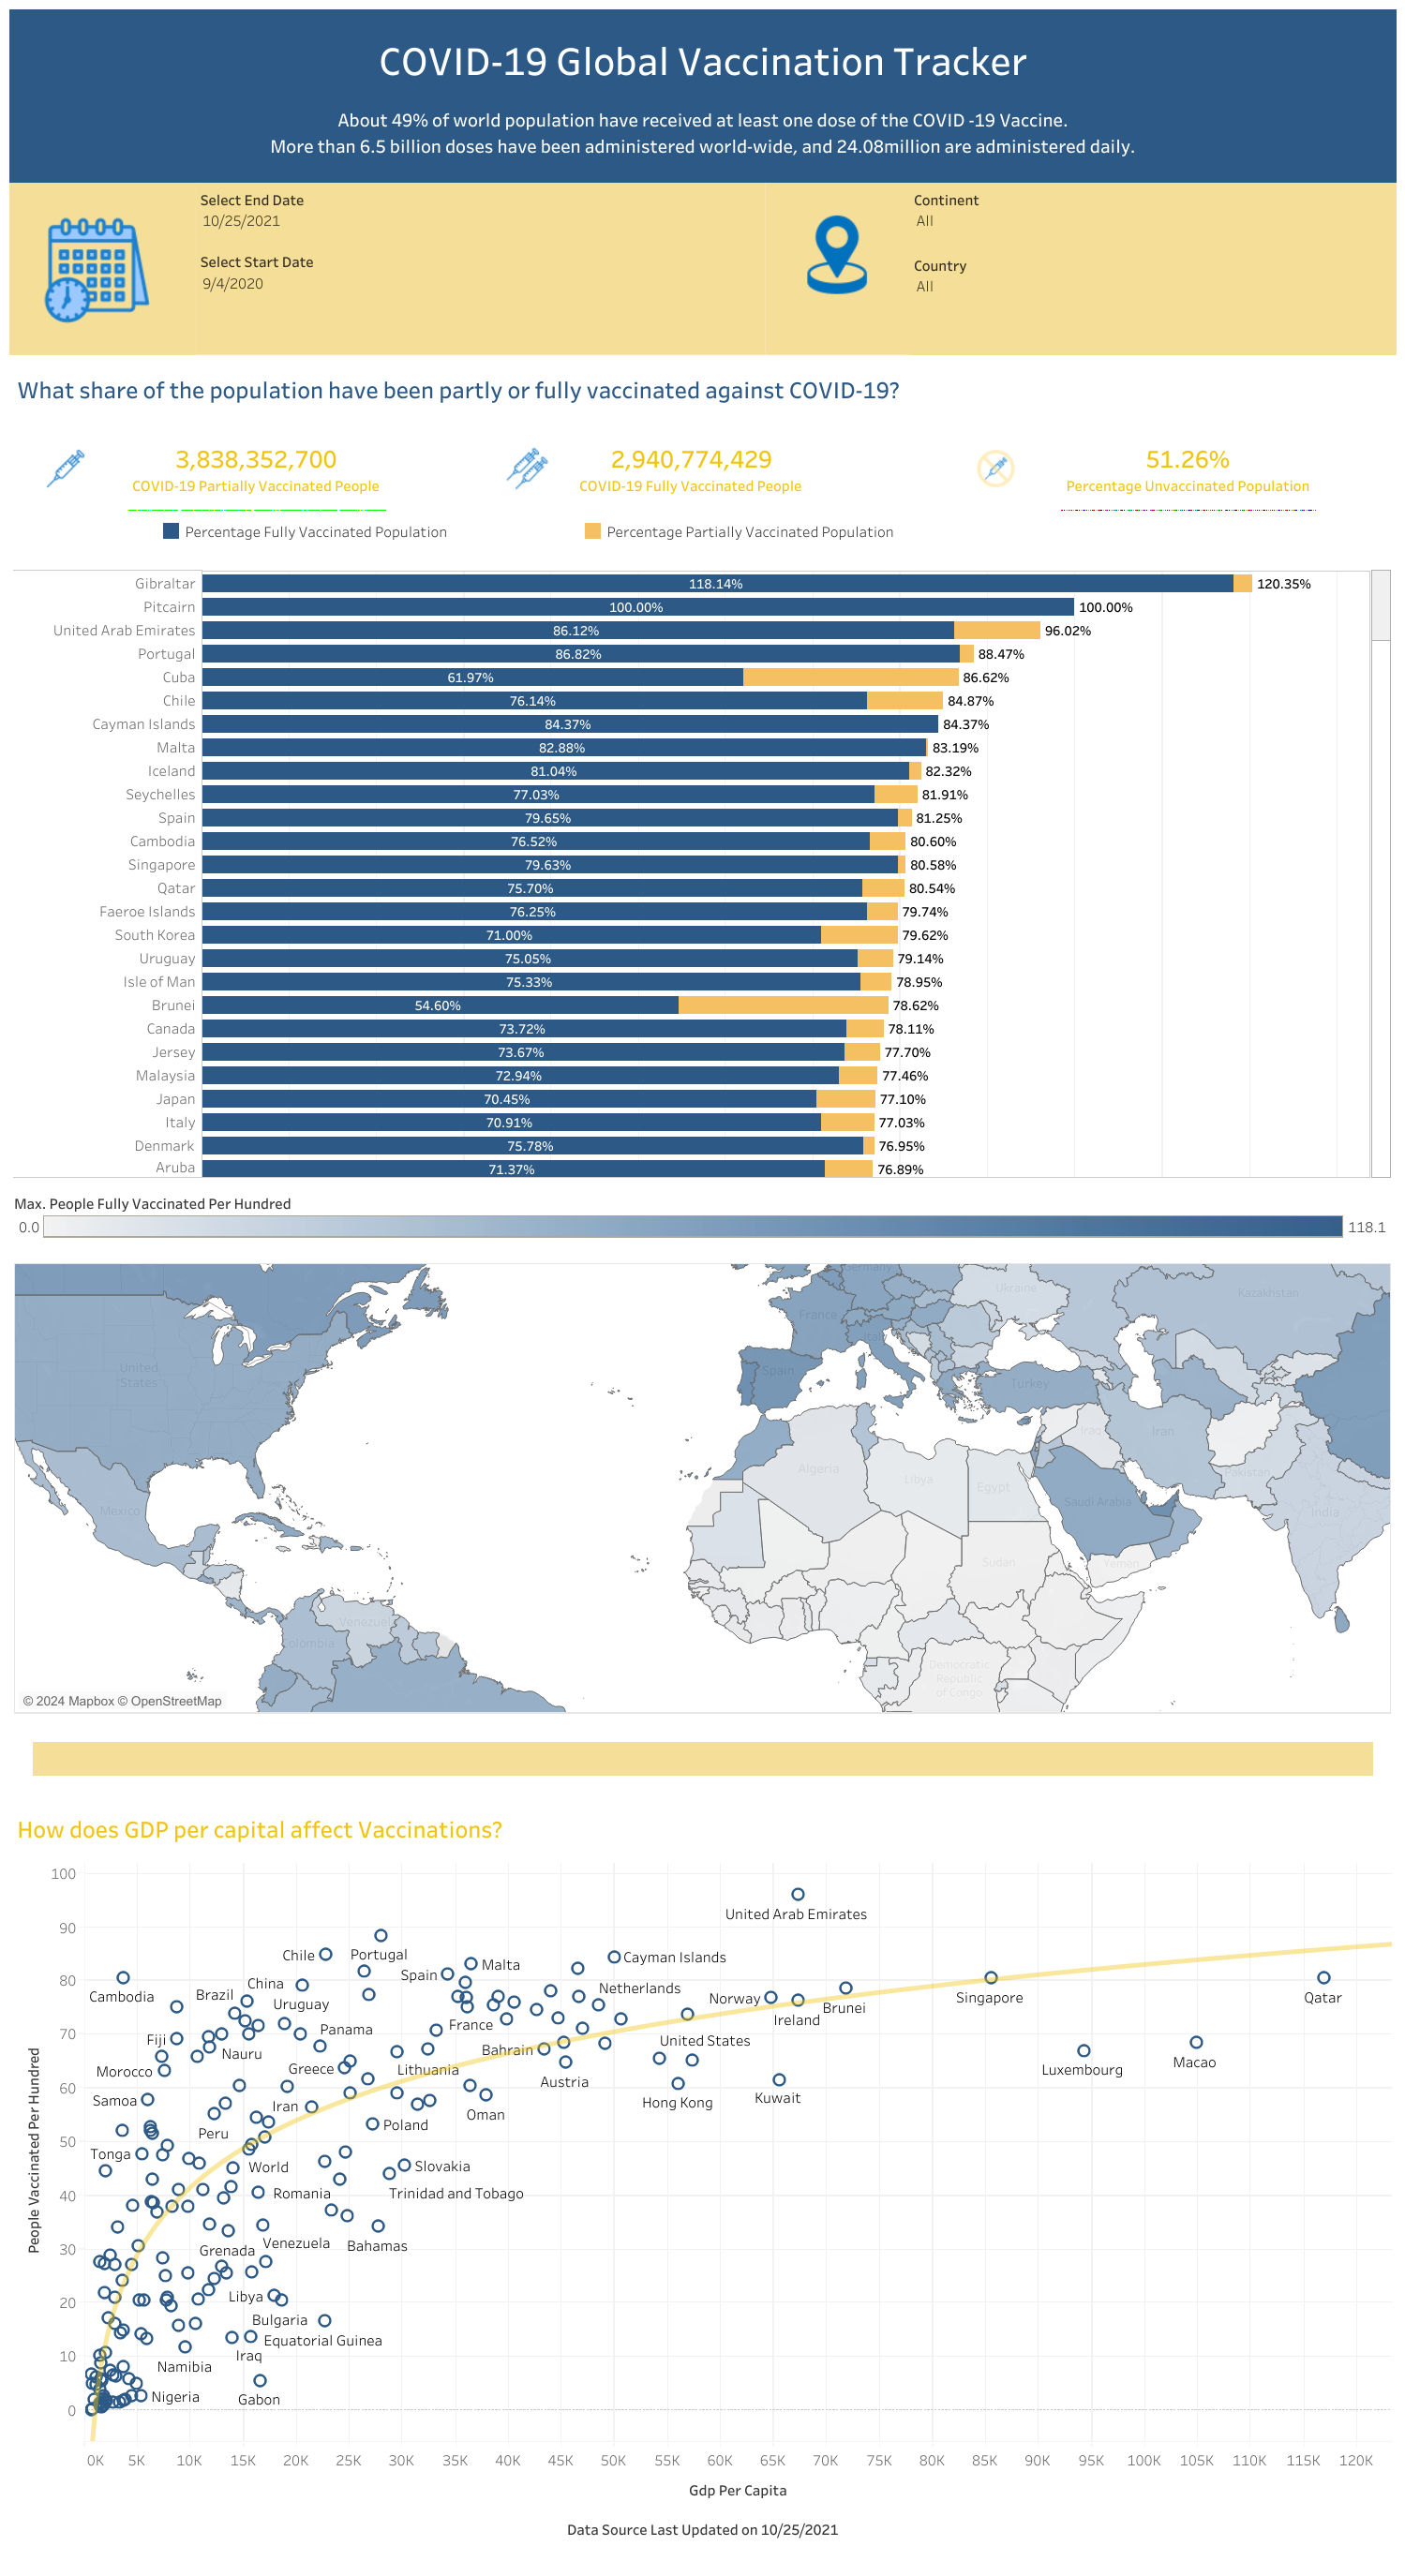 COVID-19 Global Vaccination Tracker
About 49% of world population have received at least one dose of the COVID -19 Vaccine.
More than 6.5 billion doses have been administered world-wide, and 24.08million are administered daily.
Select End Date
10/25/2021
Select Start Date
9/4/2020
Continent
All
Country
All
What share of the population have been partly or fully vaccinated against COVID-19?
3,838,352,700
COVID-19 Partially Vaccinated People
2,940,774,429
COVID-19 Fully Vaccinated People
51.26%
Percentage Unvaccinated Population
Percentage Fully Vaccinated Population
Percentage Partially Vaccinated Population
Gibraltar 118.14% 120.35%
Pitcairn 100.00% 100.00%
United Arab Emirates 86.12% 96.02%
Portugal 86.82% 88.47%
Cuba 61.97% 86.62%
Chile 76.14% 84.87%
Cayman Islands 84.37% 84.37%
Malta 82.88% 83.19%
Iceland 81.04% 82.32%
Seychelles 77.03% 81.91%
Spain 79.65% 81.25%
Cambodia 76.52% 80.60%
Singapore 79.63% 80.58%
Qatar 75.70% 80.54%
Faeroe Islands 76.25% 79.74%
South Korea 71.00% 79.62%
Uruguay 75.05% 79.14%
Isle of Man 75.33% 78.95%
Brunei 54.60% 78.62%
Canada 73.72% 78.11%
Jersey 73.67% 77.70%
Malaysia 72.94% 77.46%
Japan 70.45% 77.10%
Italy 70.91% 77.03%
Denmark 75.78% 76.95%
Aruba 71.37% 76.89%
Max. People Fully Vaccinated Per Hundred
0.0 118.1
Germany
Ukraine
Kazakhstan
France
Italy
United
States
Spain
Turkey
Iraq
Iran
Algeria
Libya
Egypt
Pakistan
Saudi Arabia
India
Mexico
Sudan
Yemen
Venezuela
Colombia
Democratic
Republic
of Congo
© 2024 Mapbox © OpenStreetMap
How does GDP per capital affect Vaccinations?
People Vaccinated Per Hundred
100
90
80
70
60
50
40
30
20
10
0
United Arab Emirates
Chile
Portugal
Cayman Islands
Malta
Spain
China
Cambodia
Brazil
Netherlands
Norway
Singapore
Qatar
Uruguay
Brunei
Ireland
Panama
France
Fiji
United States
Nauru
Bahrain
Morocco
Greece
Lithuania
Luxembourg
Macao
Austria
Samoa
Iran
Kuwait
Hong Kong
Oman
Peru
Poland
Tonga
World
Slovakia
Romania
Trinidad and Tobago
Grenada
Venezuela
Bahamas
Libya
Bulgaria
Equatorial Guinea
Iraq
Namibia
Nigeria
Gabon
0K 5K 10K 15K 20K 25K 30K 35K 40K 45K 50K 55K 60K 65K 70K 75K 80K 85K 90K 95K 100K 105K 110K 115K 120K
Gdp Per Capita
Data Source Last Updated on 10/25/2021